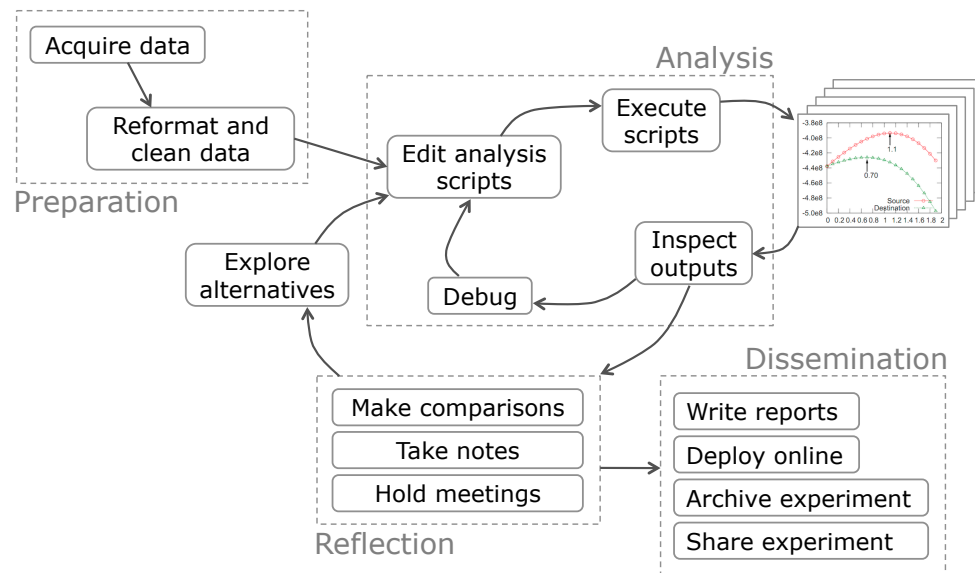 Acquire data
Reformat and
clean data
Preparation
Analysis
Edit analysis
scripts
Execute
scripts
-3.8e8
-4.0e8
-4.2e8
-4.4e8
-4.6e8
-4.8e8
-5.0e8
1.1
0.70
Source
Destination
0 0.2 0.4 0.6 0.8 1 1.2 1.4 1.6 1.8 2
Inspect
outputs
Debug
Explore
alternatives
Make comparisons
Take notes
Hold meetings
Reflection
Dissemination
Write reports
Deploy online
Archive experiment
Share experiment